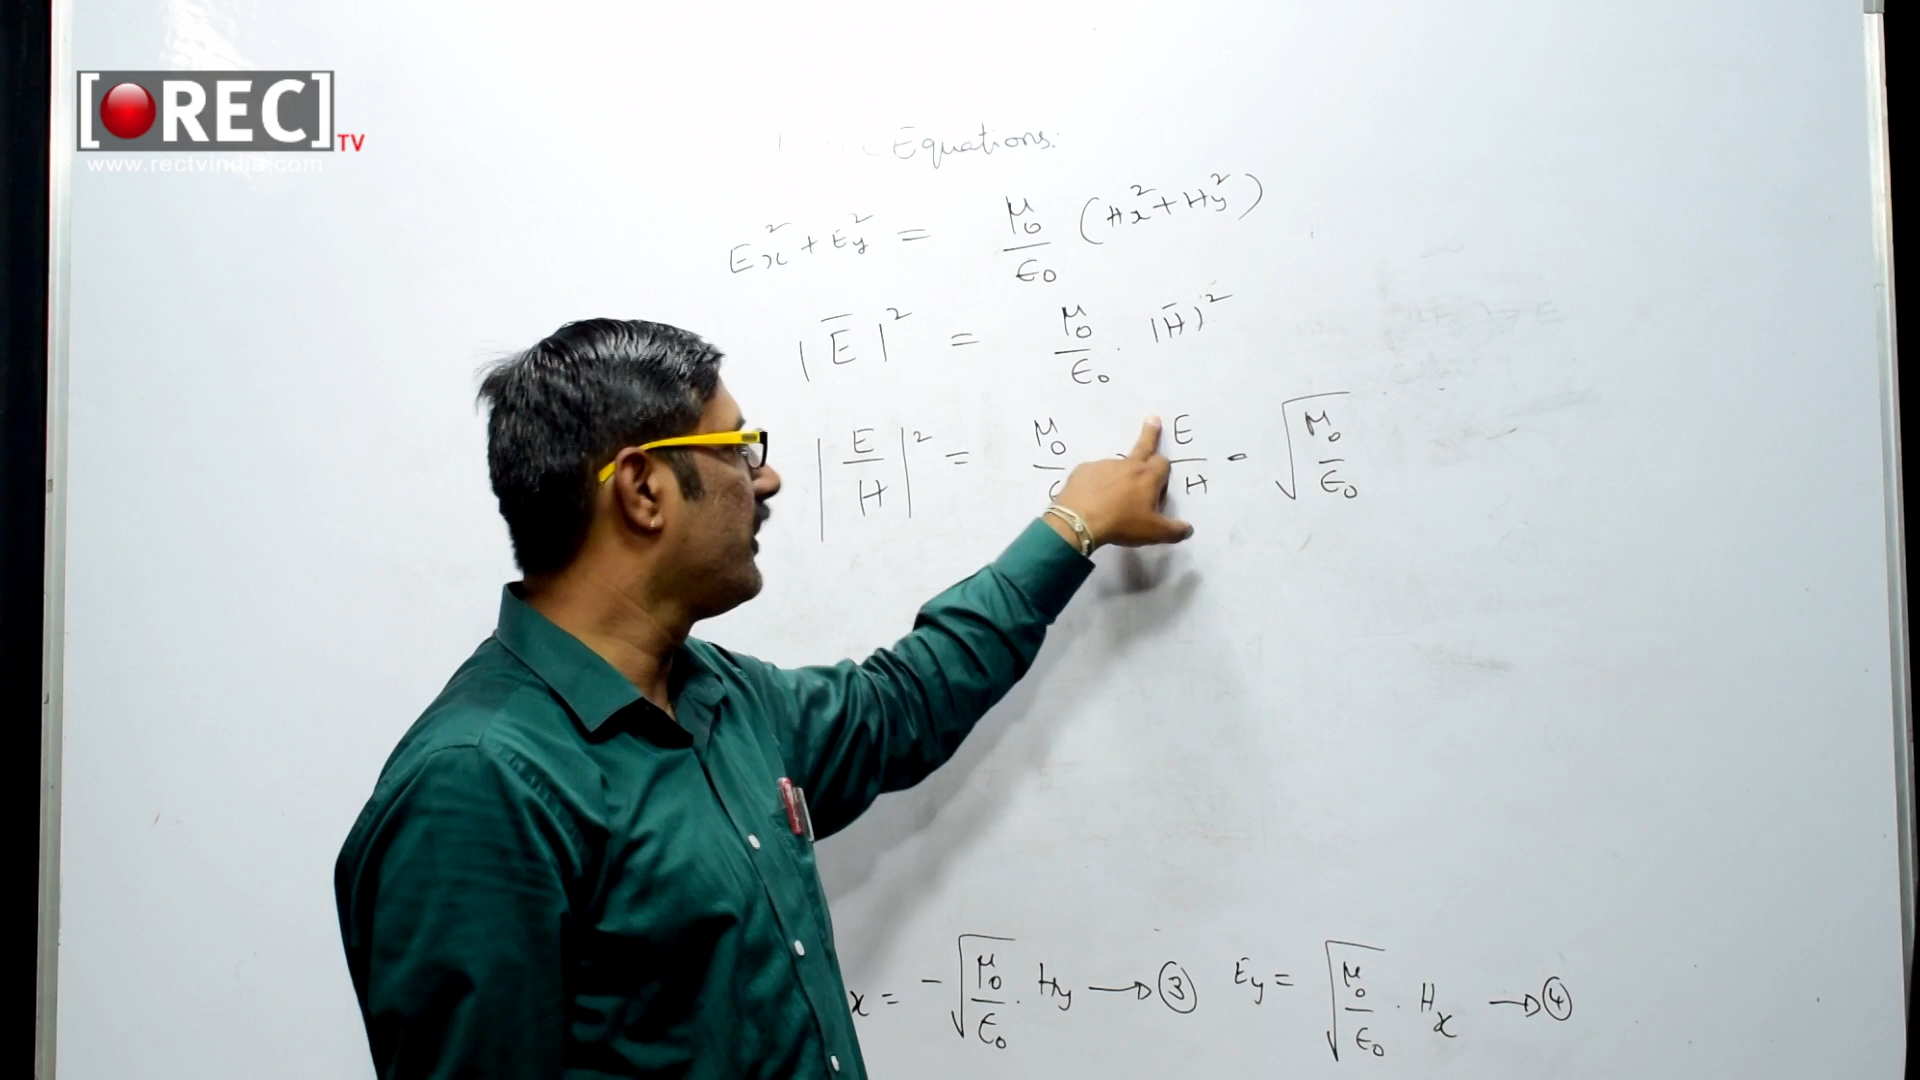 [REC]
TV
www.rectvindia.com
Equations:
Ex² + Ey² = μ₀/ε₀ (Hx² + Hy²)
|E̅|² = μ₀/ε₀ . |H̅|²
|E/H|² = μ₀ E/H = √(μ₀/ε₀)
x = -√(μ₀/ε₀) . Hy → ③ Ey = √(μ₀/ε₀) . Hx → ④